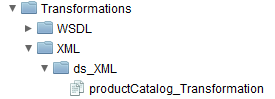 Transformations
WSDL
XML
ds_XML
productCatalog_Transformation